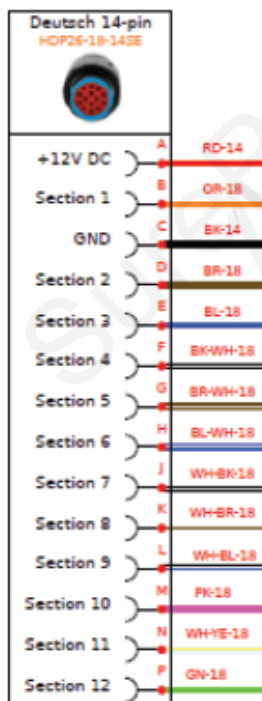 Deutsch 14-pin
HDP26-18-14SE
+12V DC A RD-14
Section 1 B OR-18
GND C BK-14
Section 2 D BR-18
Section 3 E BL-18
Section 4 F BK-WH-18
Section 5 G BR-WH-18
Section 6 H BL-WH-18
Section 7 J WH-BK-18
Section 8 K WH-BR-18
Section 9 L WH-BL-18
Section 10 M PK-18
Section 11 N WH-YE-18
Section 12 P GN-18